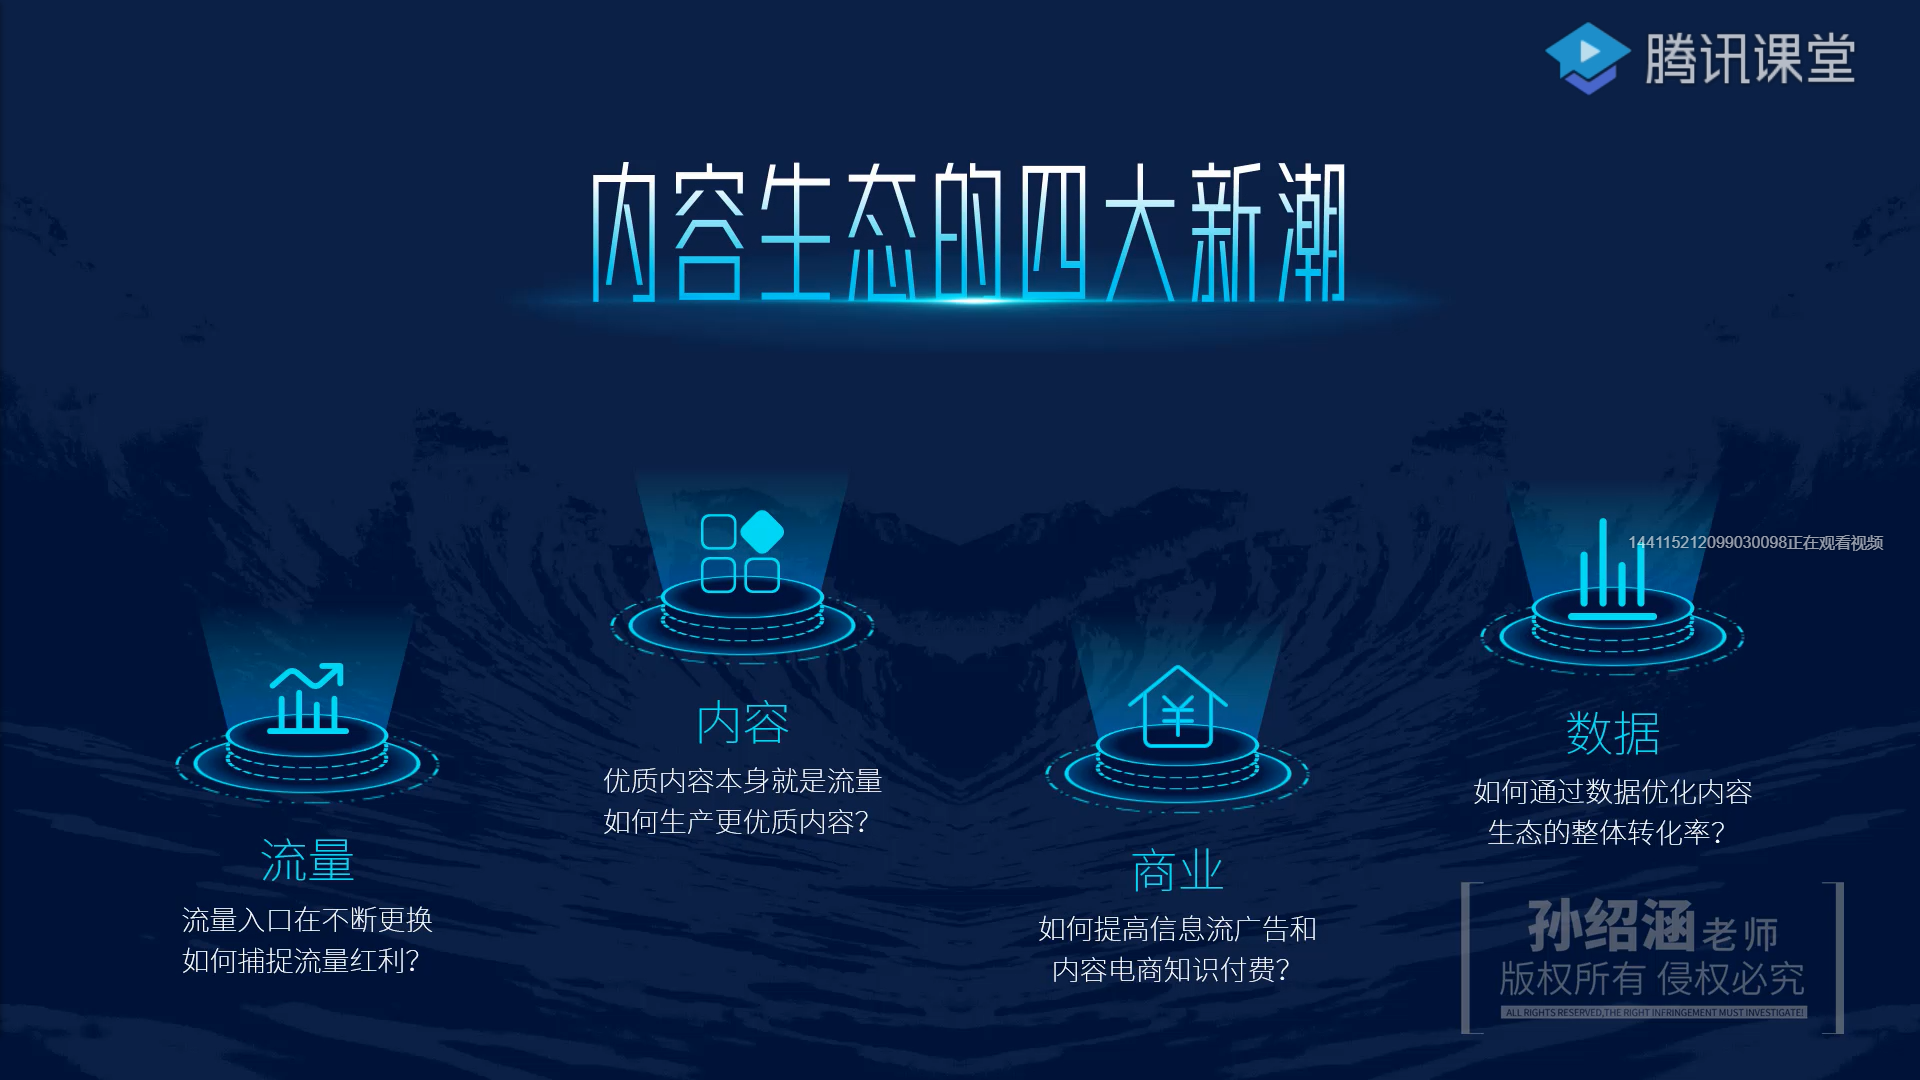 腾讯课堂
内容生态的四大新潮
144115212099030098正在观看视频
流量
流量入口在不断更换
如何捕捉流量红利?
内容
优质内容本身就是流量
如何生产更优质内容?
商业
如何提高信息流广告和
内容电商知识付费?
数据
如何通过数据优化内容
生态的整体转化率?
孙绍涵老师
版权所有 侵权必究
ALL RIGHTS RESERVED,THE RIGHT INFRINGEMENT MUST INVESTIGATE!